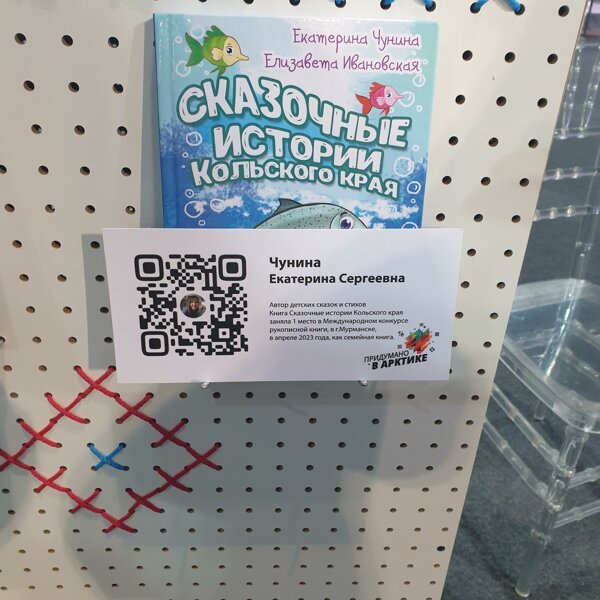 Екатерина Чунина
Елизавета Ивановская
Сказочные
истории
Кольского края
Чунина
Екатерина Сергеевна
Автор детских сказок и стихов
Книга Сказочные истории Кольского края
заняла 1 место в Международном конкурсе
рукописной книги, в г.Мурманске,
в апреле 2023 года, как семейная книга.
ПРИДУМАНО
В АРКТИКЕ